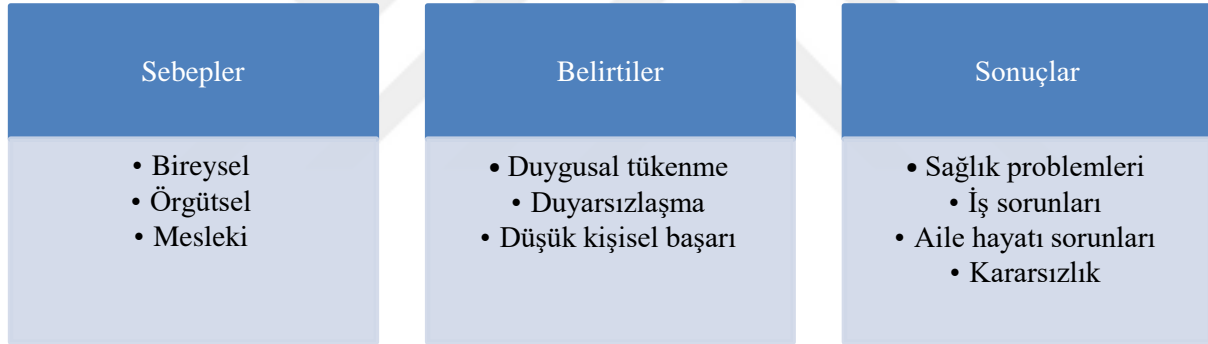 Sebepler
• Bireysel
• Örgütsel
• Mesleki
Belirtiler
• Duygusal tükenme
• Duyarsızlaşma
• Düşük kişisel başarı
Sonuçlar
• Sağlık problemleri
• İş sorunları
• Aile hayatı sorunları
• Kararsızlık